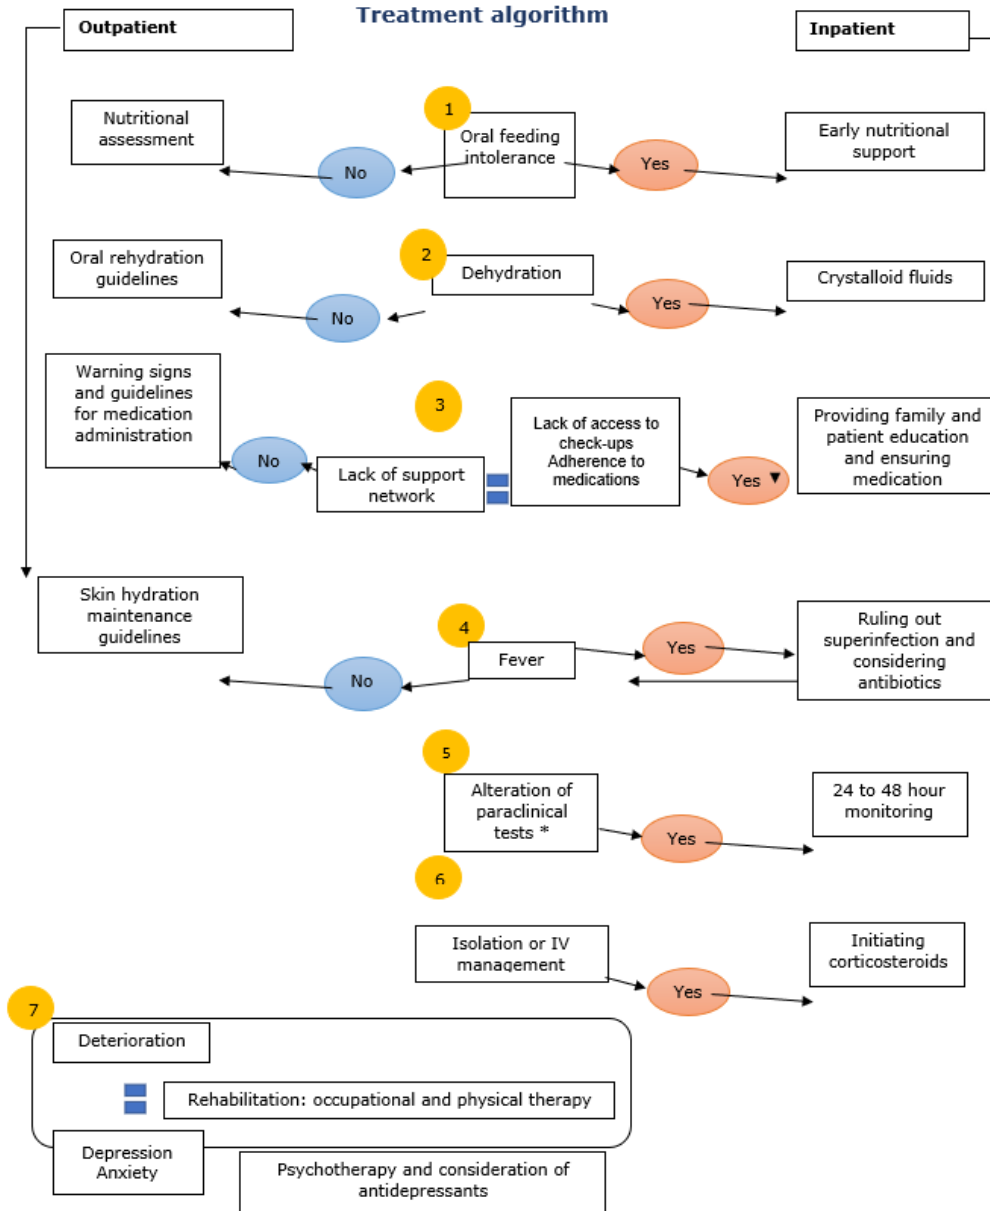 Treatment algorithm
Outpatient
Inpatient
1
Nutritional
assessment
No
Oral feeding
intolerance
Yes
Early nutritional
support
2
Oral rehydration
guidelines
No
Dehydration
Yes
Crystalloid fluids
3
Warning signs
and guidelines
for medication
administration
No
Lack of support
network
Lack of access to
check-ups
Adherence to
medications
Yes
Providing family and
patient education
and ensuring
medication
4
Skin hydration
maintenance
guidelines
No
Fever
Yes
Ruling out
superinfection and
considering
antibiotics
5
Alteration of
paraclinical
tests *
Yes
24 to 48 hour
monitoring
6
Isolation or IV
management
Yes
Initiating
corticosteroids
7
Deterioration
Rehabilitation: occupational and physical therapy
Depression
Anxiety
Psychotherapy and consideration of
antidepressants